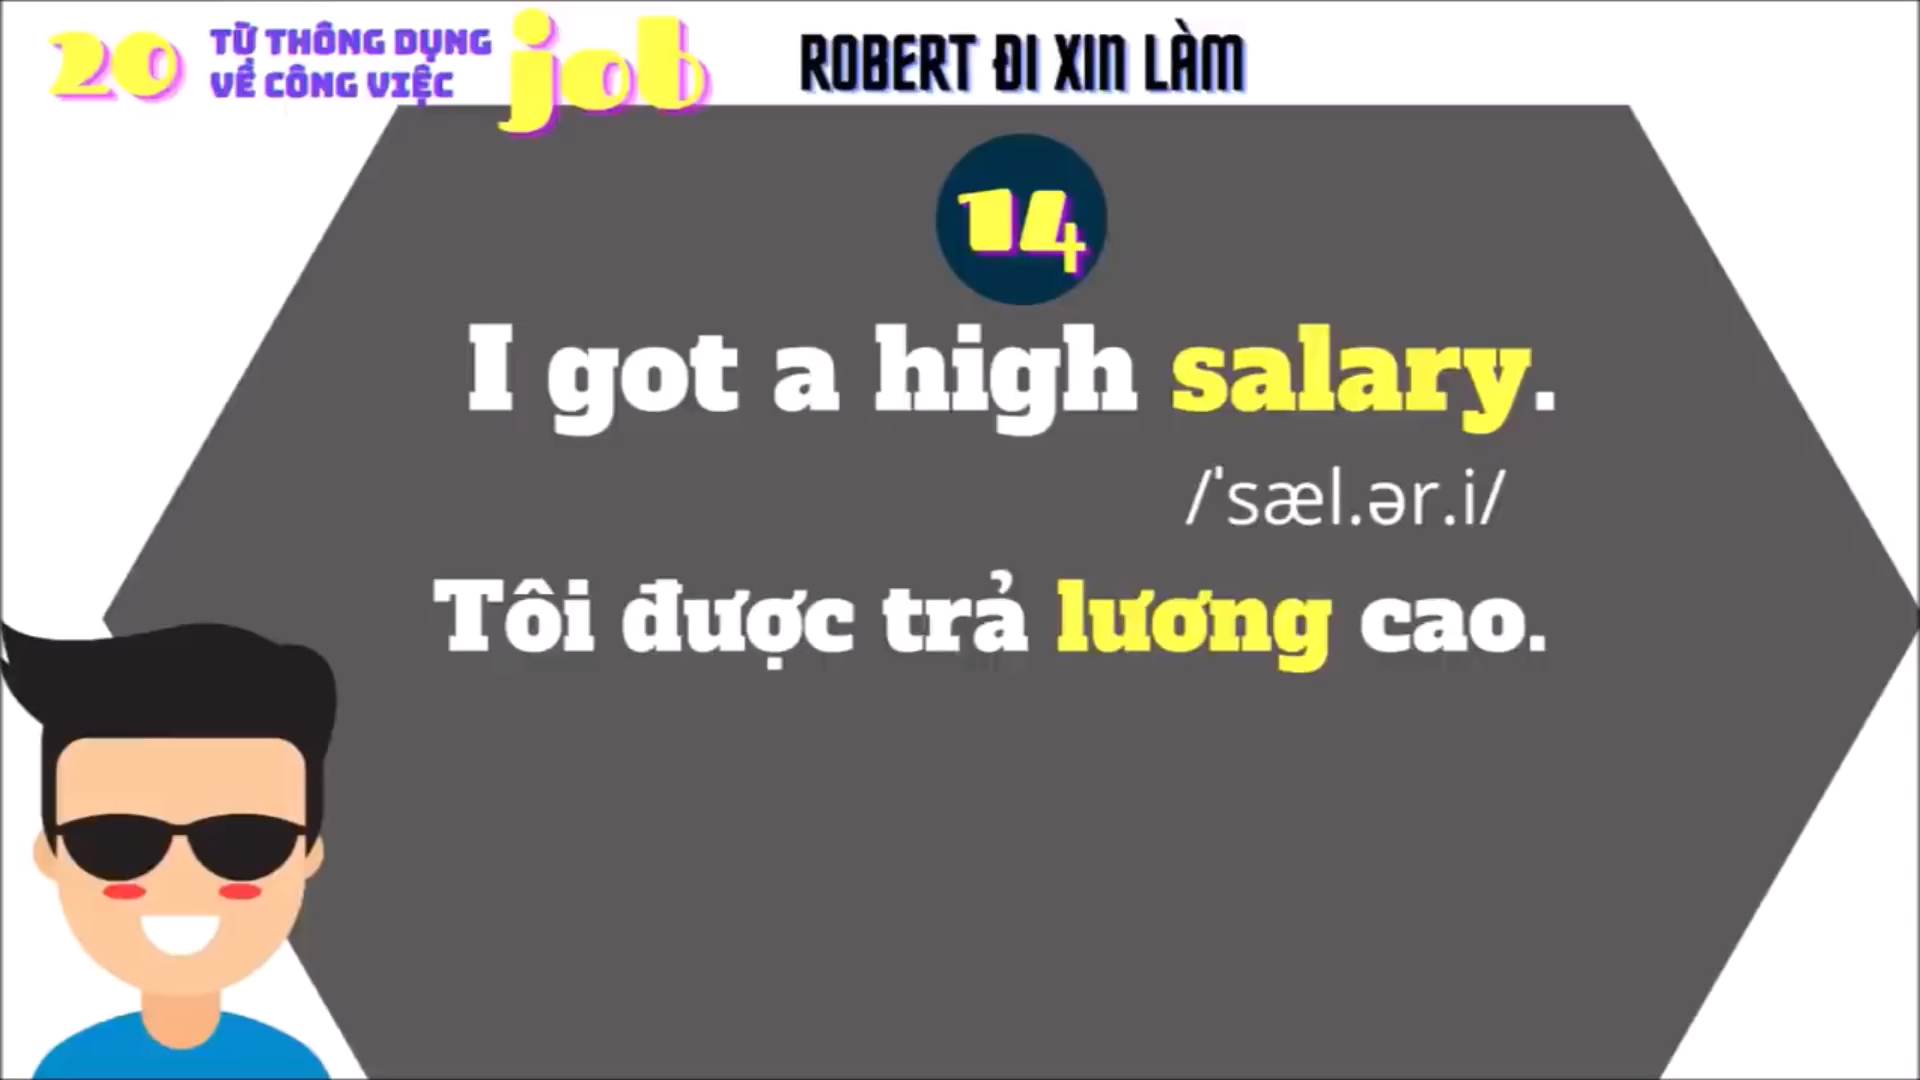 20 TỪ THÔNG DỤNG
VỀ CÔNG VIỆC
job
ROBERT ĐI XIN LÀM
14
I got a high salary.
/ˈsæl.ər.i/
Tôi được trả lương cao.